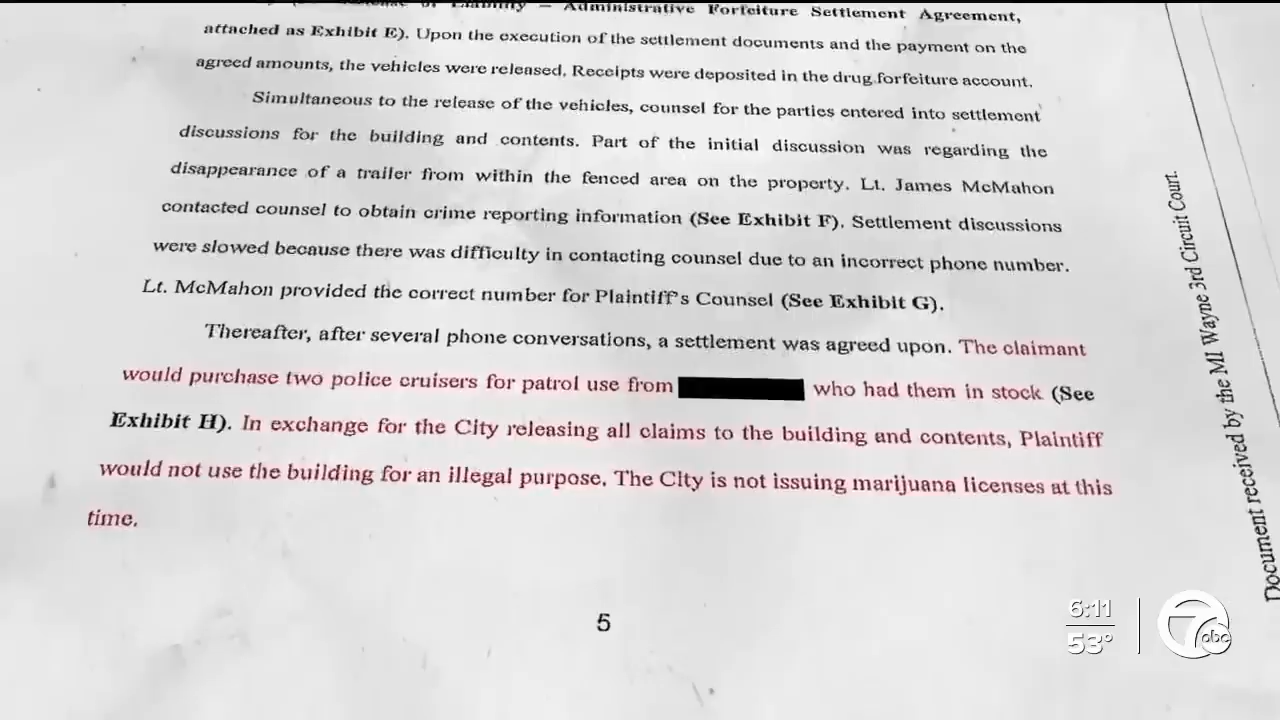 of Liability – Administrative Forfeiture Settlement Agreement,
attached as Exhibit E). Upon the execution of the settlement documents and the payment on the
agreed amounts, the vehicles were released. Receipts were deposited in the drug forfeiture account.
Simultaneous to the release of the vehicles, counsel for the parties entered into settlement
discussions for the building and contents. Part of the initial discussion was regarding the
disappearance of a trailer from within the fenced area on the property. Lt. James McMahon
contacted counsel to obtain crime reporting information (See Exhibit F). Settlement discussions
were slowed because there was difficulty in contacting counsel due to an incorrect phone number.
Lt. McMahon provided the correct number for Plaintiff's Counsel (See Exhibit G).
Thereafter, after several phone conversations, a settlement was agreed upon. The claimant
would purchase two police cruisers for patrol use from who had them in stock (See
Exhibit H). In exchange for the City releasing all claims to the building and contents, Plaintiff
would not use the building for an illegal purpose. The City is not issuing marijuana licenses at this
time.
5
Document received by the MI Wayne 3rd Circuit Court.
6:11
53°
7 abc